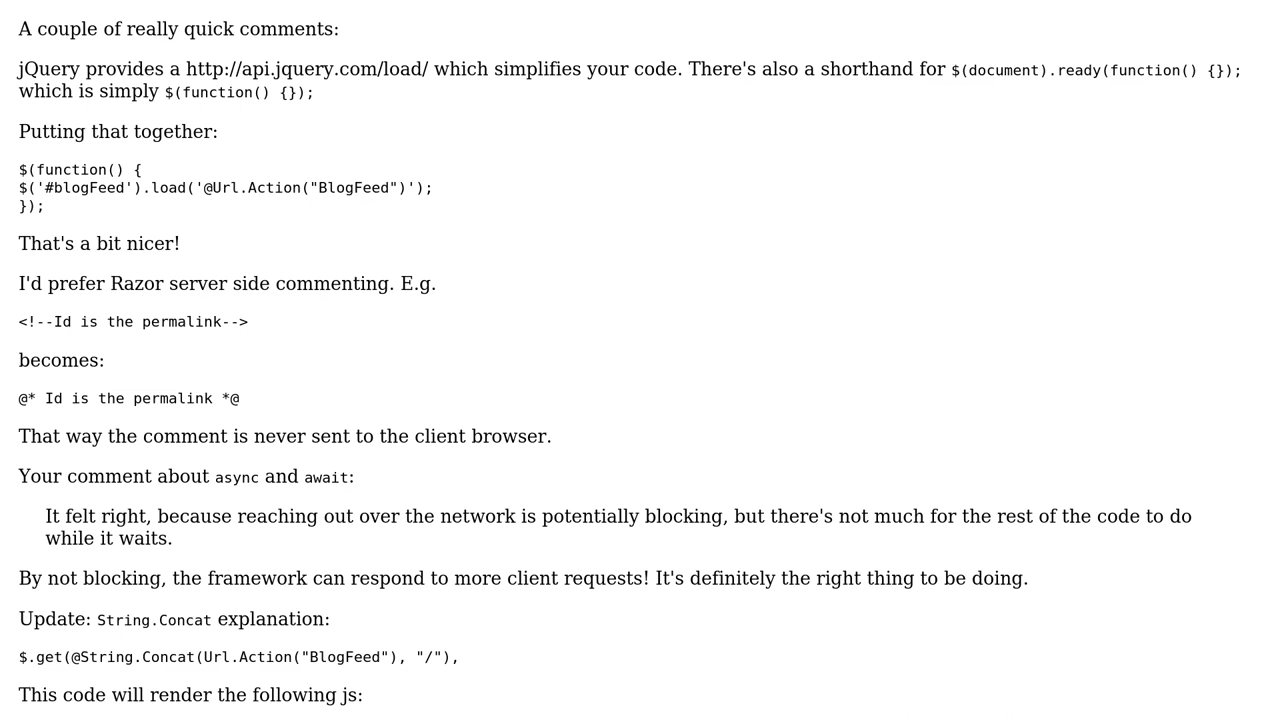 A couple of really quick comments:
jQuery provides a http://api.jquery.com/load/ which simplifies your code. There's also a shorthand for $(document).ready(function() {});
which is simply $(function() {});
Putting that together:
$(function() {
$('#blogFeed').load('@Url.Action("BlogFeed")');
});
That's a bit nicer!
I'd prefer Razor server side commenting. E.g.
<!--Id is the permalink-->
becomes:
@* Id is the permalink *@
That way the comment is never sent to the client browser.
Your comment about async and await:
It felt right, because reaching out over the network is potentially blocking, but there's not much for the rest of the code to do
while it waits.
By not blocking, the framework can respond to more client requests! It's definitely the right thing to be doing.
Update: String.Concat explanation:
$.get(@String.Concat(Url.Action("BlogFeed"), "/"),
This code will render the following js: